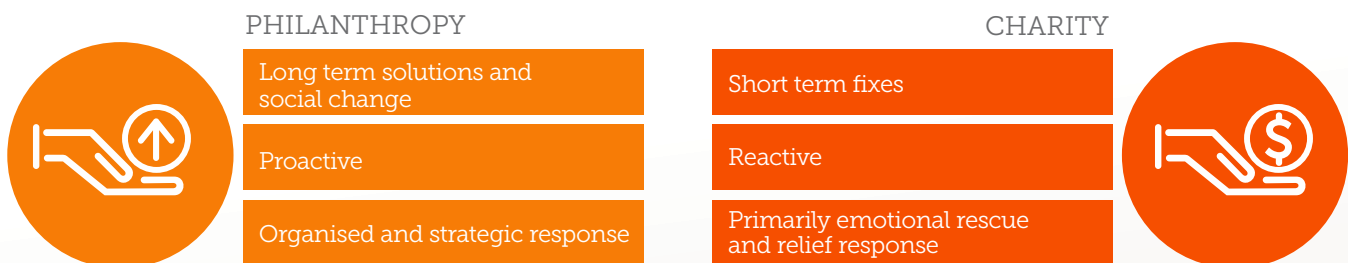 PHILANTHROPY
Long term solutions and
social change
Proactive
Organised and strategic response
CHARITY
Short term fixes
Reactive
Primarily emotional rescue
and relief response
$